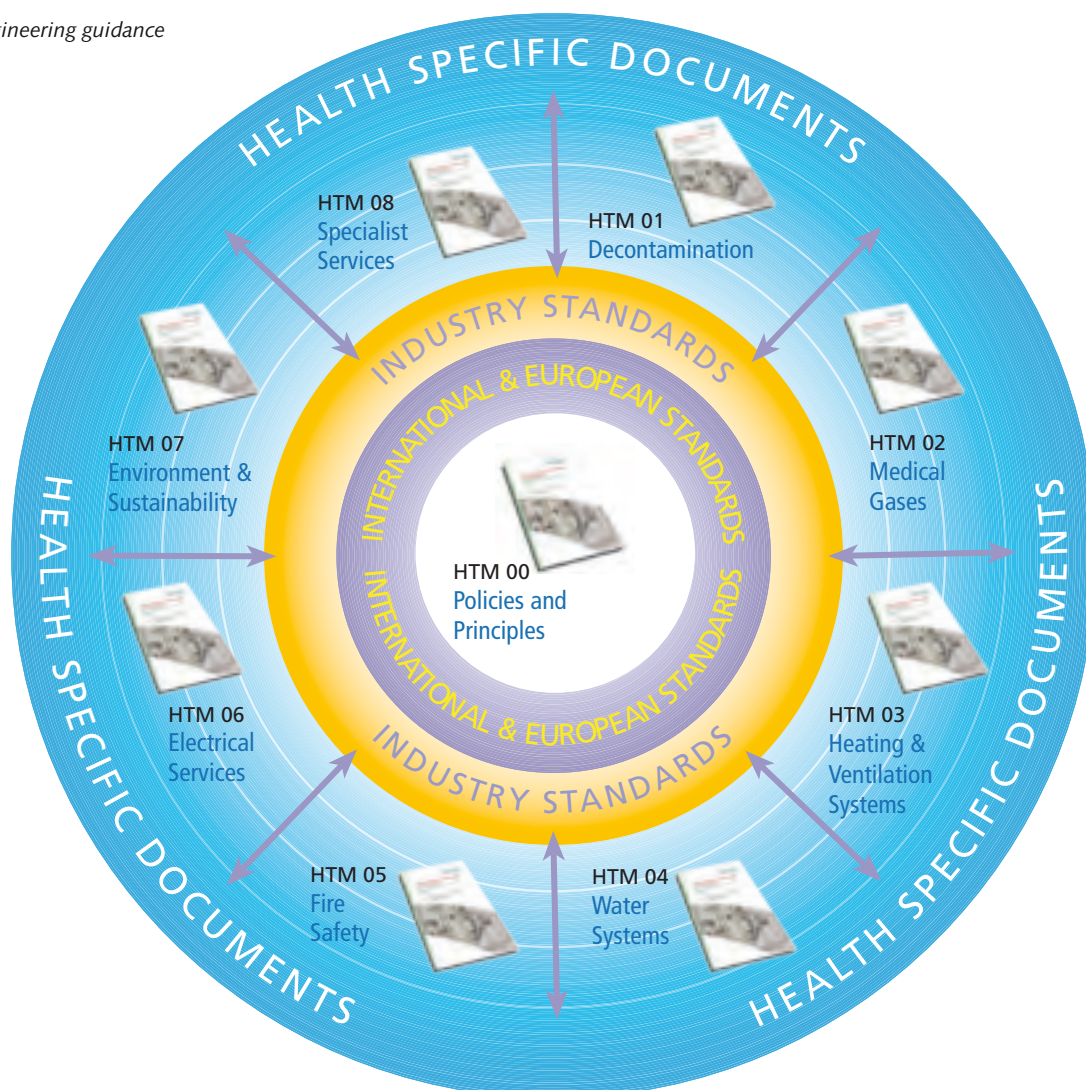 ineering guidance
HEALTH SPECIFIC DOCUMENTS
HTM 08
Specialist
Services
HTM 01
Decontamination
INDUSTRY STANDARDS
HTM 07
Environment &
Sustainability
INTERNATIONAL & EUROPEAN STANDARDS
HTM 02
Medical
Gases
HTM 00
Policies and
Principles
HEALTH SPECIFIC DOCUMENTS
HEALTH SPECIFIC DOCUMENTS
HTM 06
Electrical
Services
INTERNATIONAL & EUROPEAN STANDARDS
HTM 03
Heating &
Ventilation
Systems
INDUSTRY STANDARDS
HTM 05
Fire
Safety
HTM 04
Water
Systems